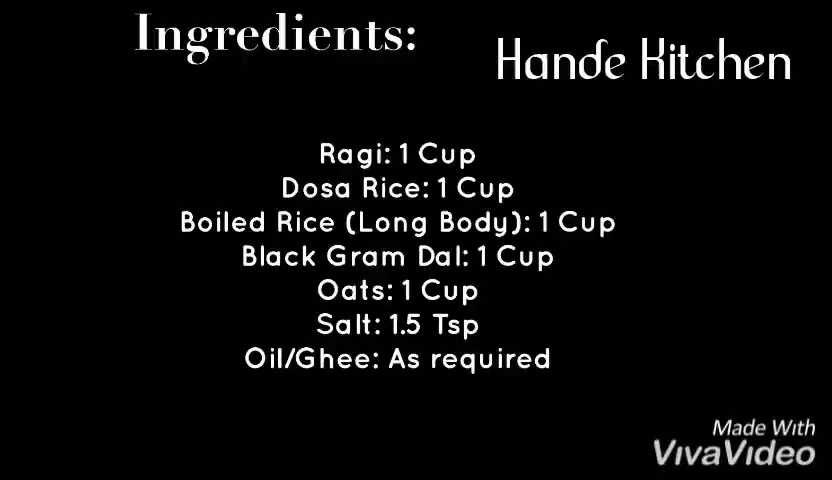 Ingredients:
Hande Kitchen
Ragi: 1 Cup
Dosa Rice: 1 Cup
Boiled Rice (Long Body): 1 Cup
Black Gram Dal: 1 Cup
Oats: 1 Cup
Salt: 1.5 Tsp
Oil/Ghee: As required
Made With
VivaVideo